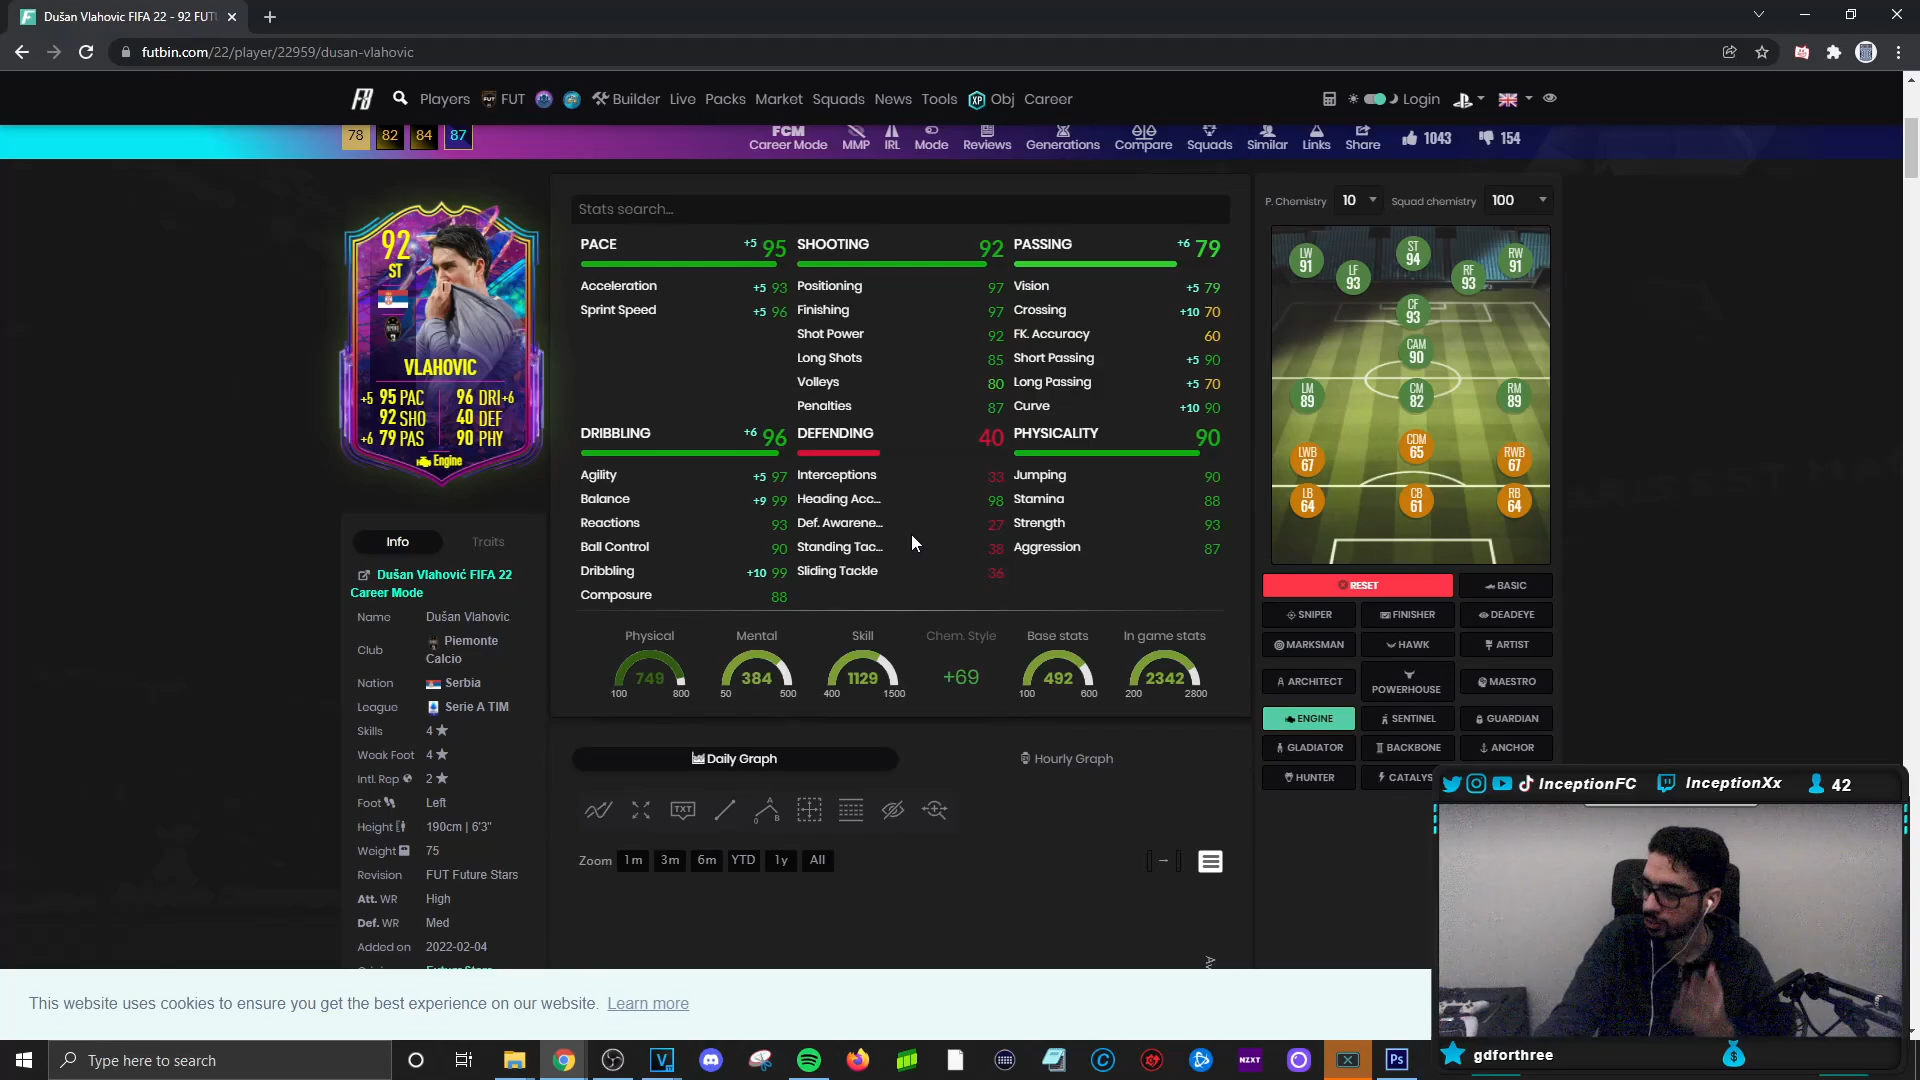 Dušan Vlahovic FIFA 22 - 92 FUT
futbin.com/22/player/22959/dusan-vlahovic
Players FUT Builder Live Packs Market Squads News Tools XP Obj Career Login
78 82 84 87
FCM Career Mode MMP IRL Mode Reviews Generations Compare Squads Similar Links Share 1043 154
Stats search...
P. Chemistry 10 Squad chemistry 100
92
ST
VLAHOVIC
+5 95 PAC 96 DRI +6
92 SHO 40 DEF
+6 79 PAS 90 PHY
Engine
PACE +5 95
Acceleration +5 93
Sprint Speed +5 96
SHOOTING 92
Positioning 97
Finishing 97
Shot Power 92
Long Shots 85
Volleys 80
Penalties 87
PASSING +6 79
Vision +5 79
Crossing +10 70
FK. Accuracy 60
Short Passing +5 90
Long Passing +5 70
Curve +10 90
DRIBBLING +6 96
Agility +5 97
Balance +9 99
Reactions 93
Ball Control 90
Dribbling +10 99
Composure 88
DEFENDING 40
Interceptions 33
Heading Acc... 98
Def. Awarene... 27
Standing Tac... 38
Sliding Tackle 36
PHYSICALITY 90
Jumping 90
Stamina 88
Strength 93
Aggression 87
Physical Mental Skill Chem. Style Base stats In game stats
749 384 1129 +69 492 2342
100 800 50 500 400 1500 100 600 200 2800
LW 91 ST 94 RW 91
LF 93 RF 93
CF 93
CAM 90
LM 89 CM 82 RM 89
LWB 67 CDM 65 RWB 67
LB 64 CB 61 RB 64
RESET BASIC
SNIPER FINISHER DEADEYE
MARKSMAN HAWK ARTIST
ARCHITECT POWERHOUSE MAESTRO
ENGINE SENTINEL GUARDIAN
GLADIATOR BACKBONE ANCHOR
HUNTER CATALYS
Info Traits
Dušan Vlahović FIFA 22
Career Mode
Name Dušan Vlahovic
Club Piemonte Calcio
Nation Serbia
League Serie A TIM
Skills 4
Weak Foot 4
Intl. Rep 2
Foot Left
Height 190cm | 6'3"
Weight 75
Revision FUT Future Stars
Att. WR High
Def. WR Med
Added on 2022-02-04
Daily Graph Hourly Graph
TXT
Zoom 1m 3m 6m YTD 1y All
InceptionFC InceptionXx 42
gdforthree
This website uses cookies to ensure you get the best experience on our website. Learn more
Type here to search
NZXT
Ps